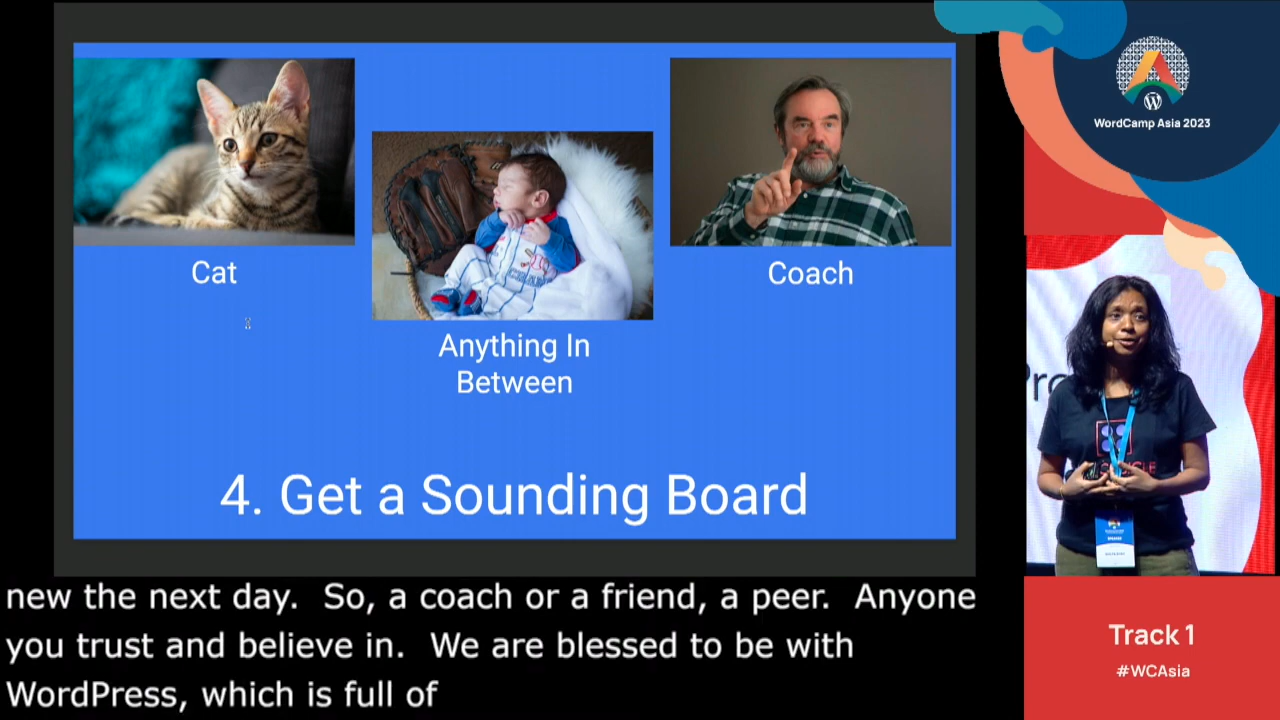 Cat
Anything In
Between
Coach
4. Get a Sounding Board
new the next day.  So, a coach or a friend, a peer.  Anyone
you trust and believe in.  We are blessed to be with
WordPress, which is full of
WordCamp Asia 2023
Track 1
#WCAsia